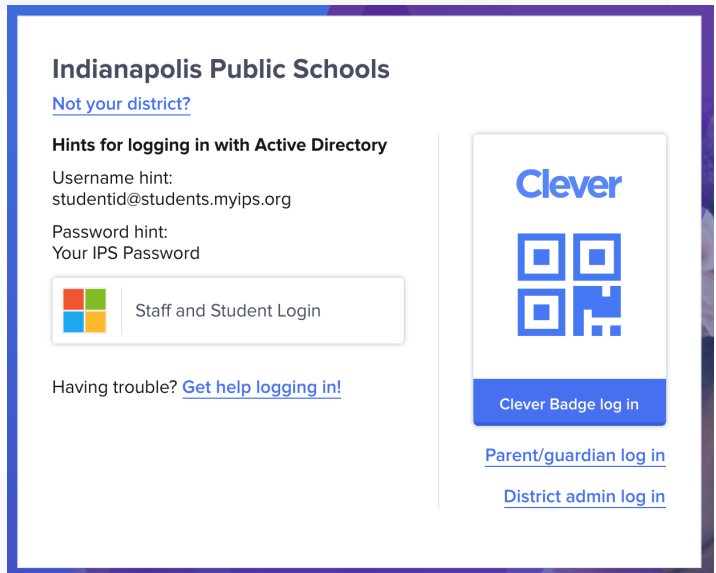 Indianapolis Public Schools
Not your district?
Hints for logging in with Active Directory
Username hint:
studentid@students.myips.org
Password hint:
Your IPS Password
Staff and Student Login
Having trouble? Get help logging in!
Clever
Clever Badge log in
Parent/guardian log in
District admin log in